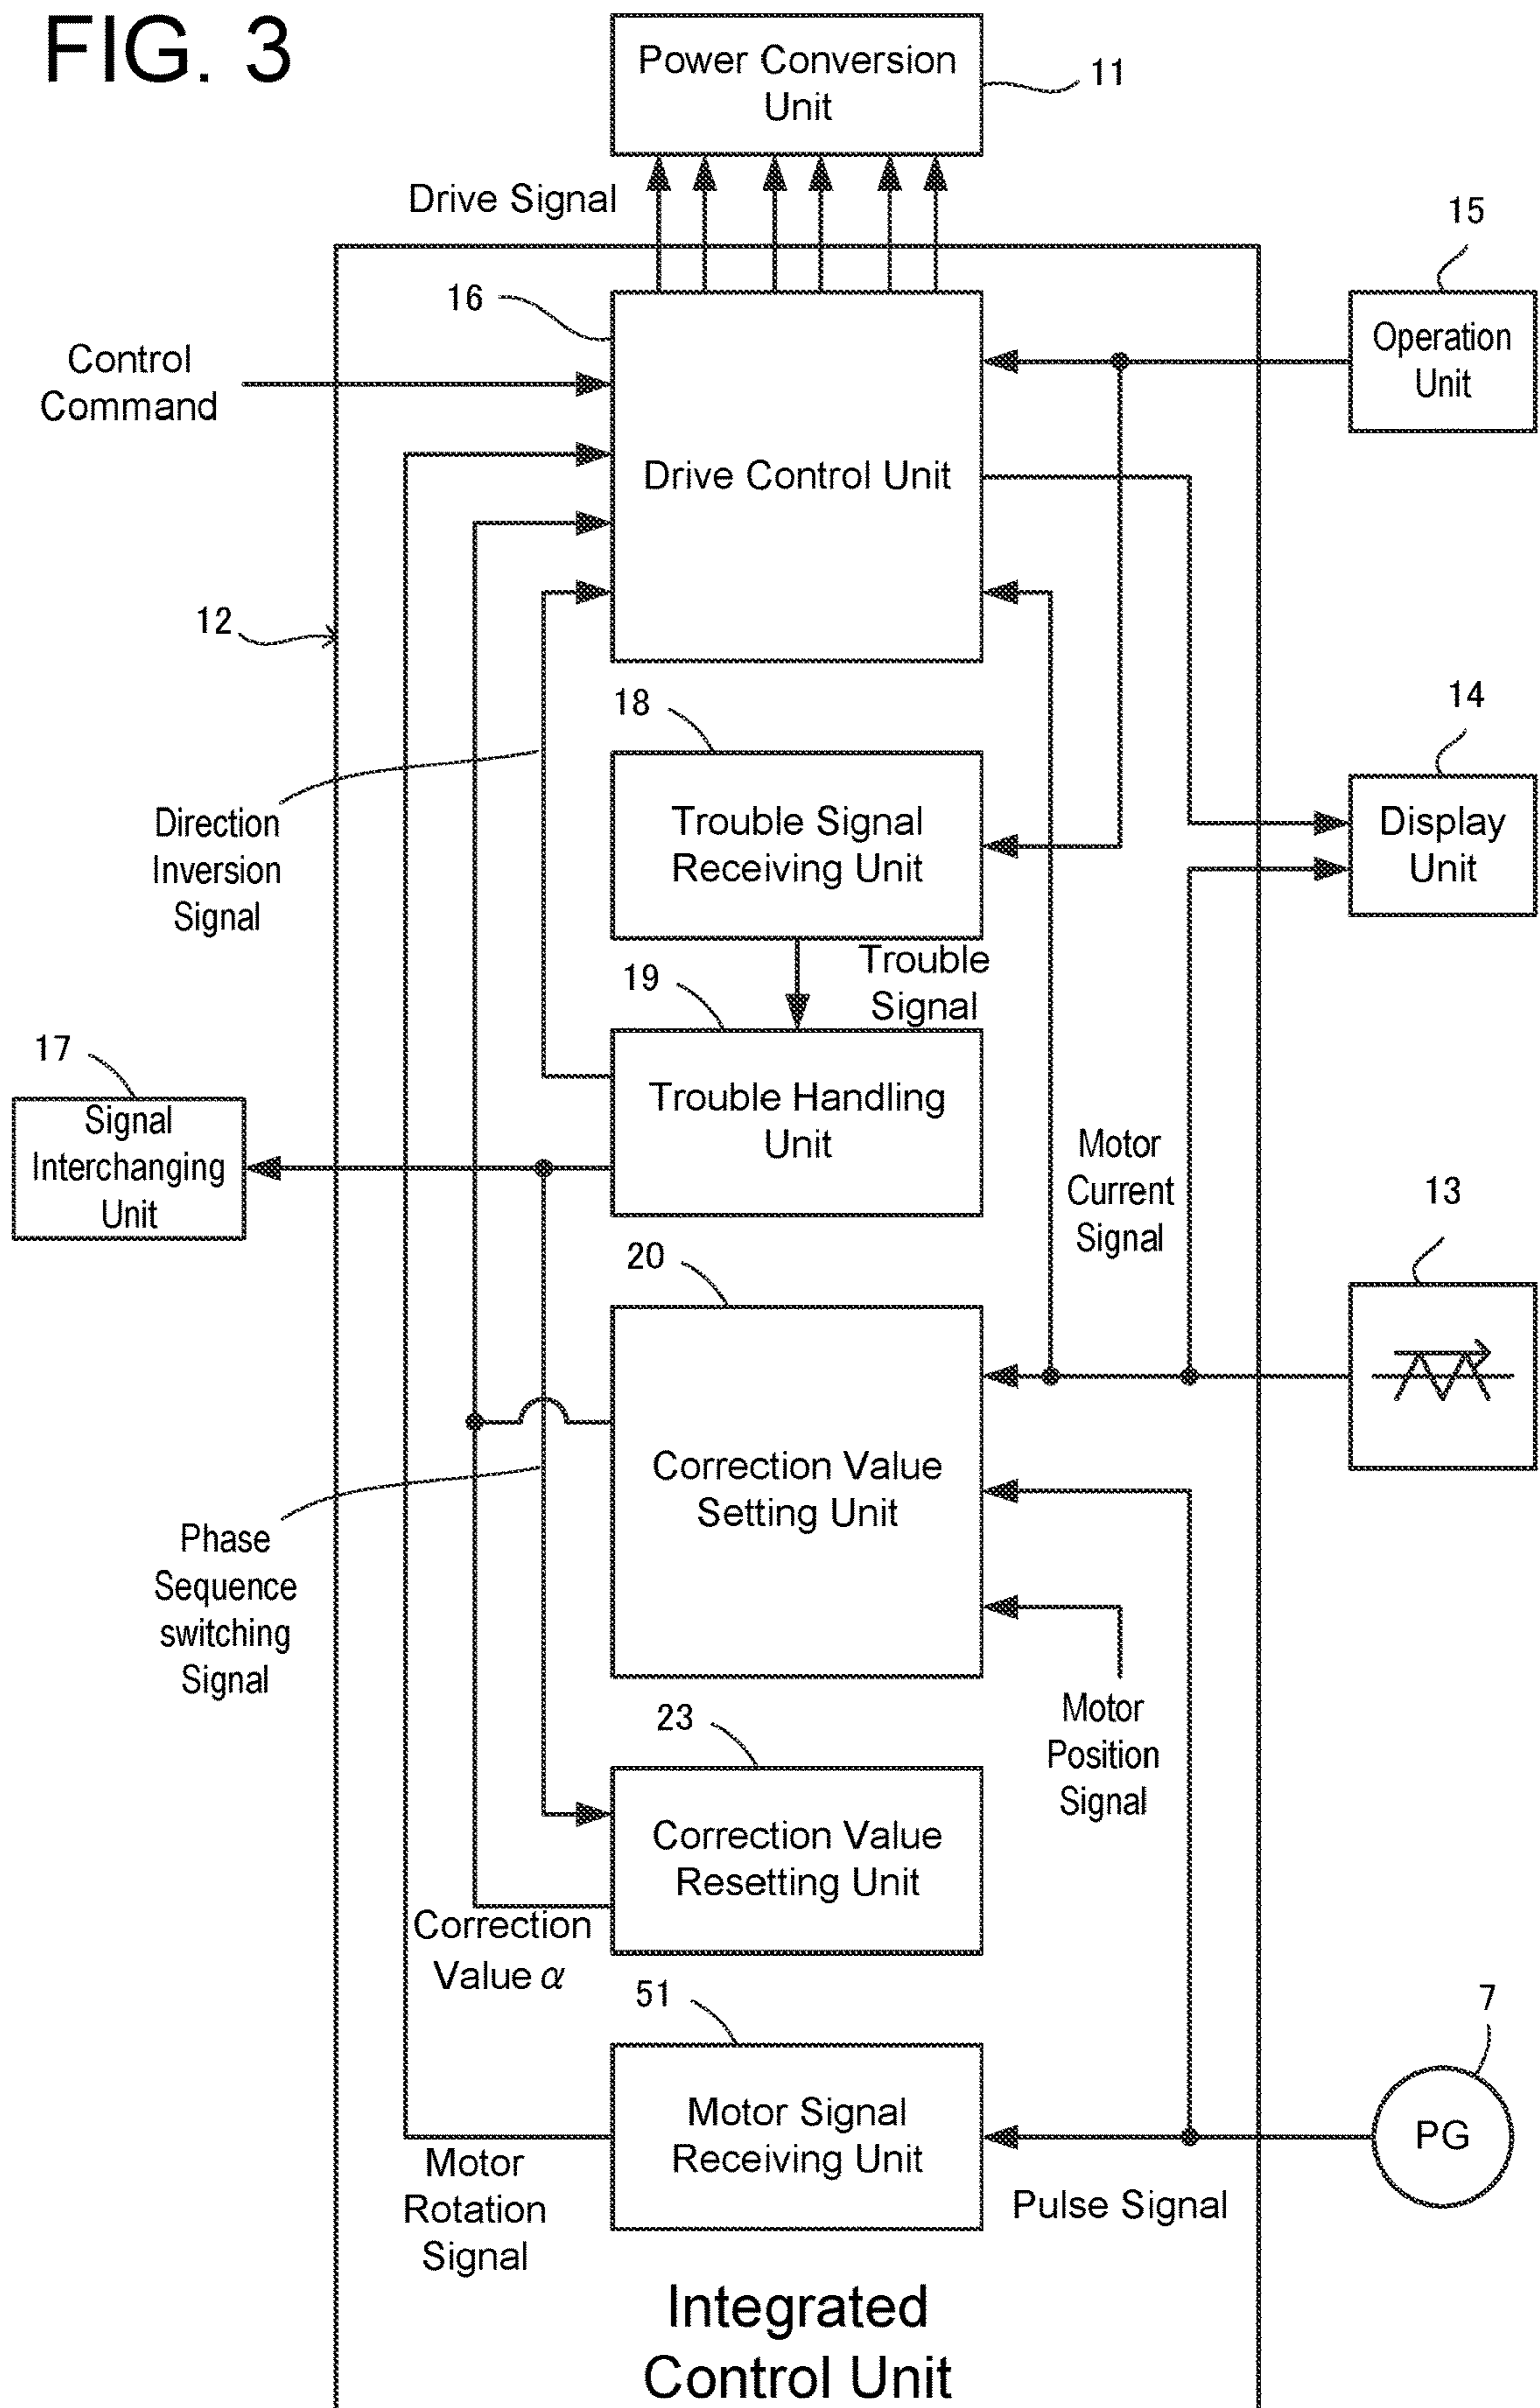 FIG. 3
Power Conversion
Unit
11
Drive Signal
15
16
Operation
Unit
Control
Command
Drive Control Unit
12
18
14
Direction
Inversion
Signal
Trouble Signal
Receiving Unit
Display
Unit
Trouble
Signal
19
17
Signal
Interchanging
Unit
Trouble Handling
Unit
Motor
Current
Signal
13
20
Correction Value
Setting Unit
Phase
Sequence
switching
Signal
23
Motor
Position
Signal
Correction Value
Resetting Unit
Correction
Value α
51
7
Motor Signal
Receiving Unit
PG
Motor
Rotation
Signal
Pulse Signal
Integrated
Control Unit